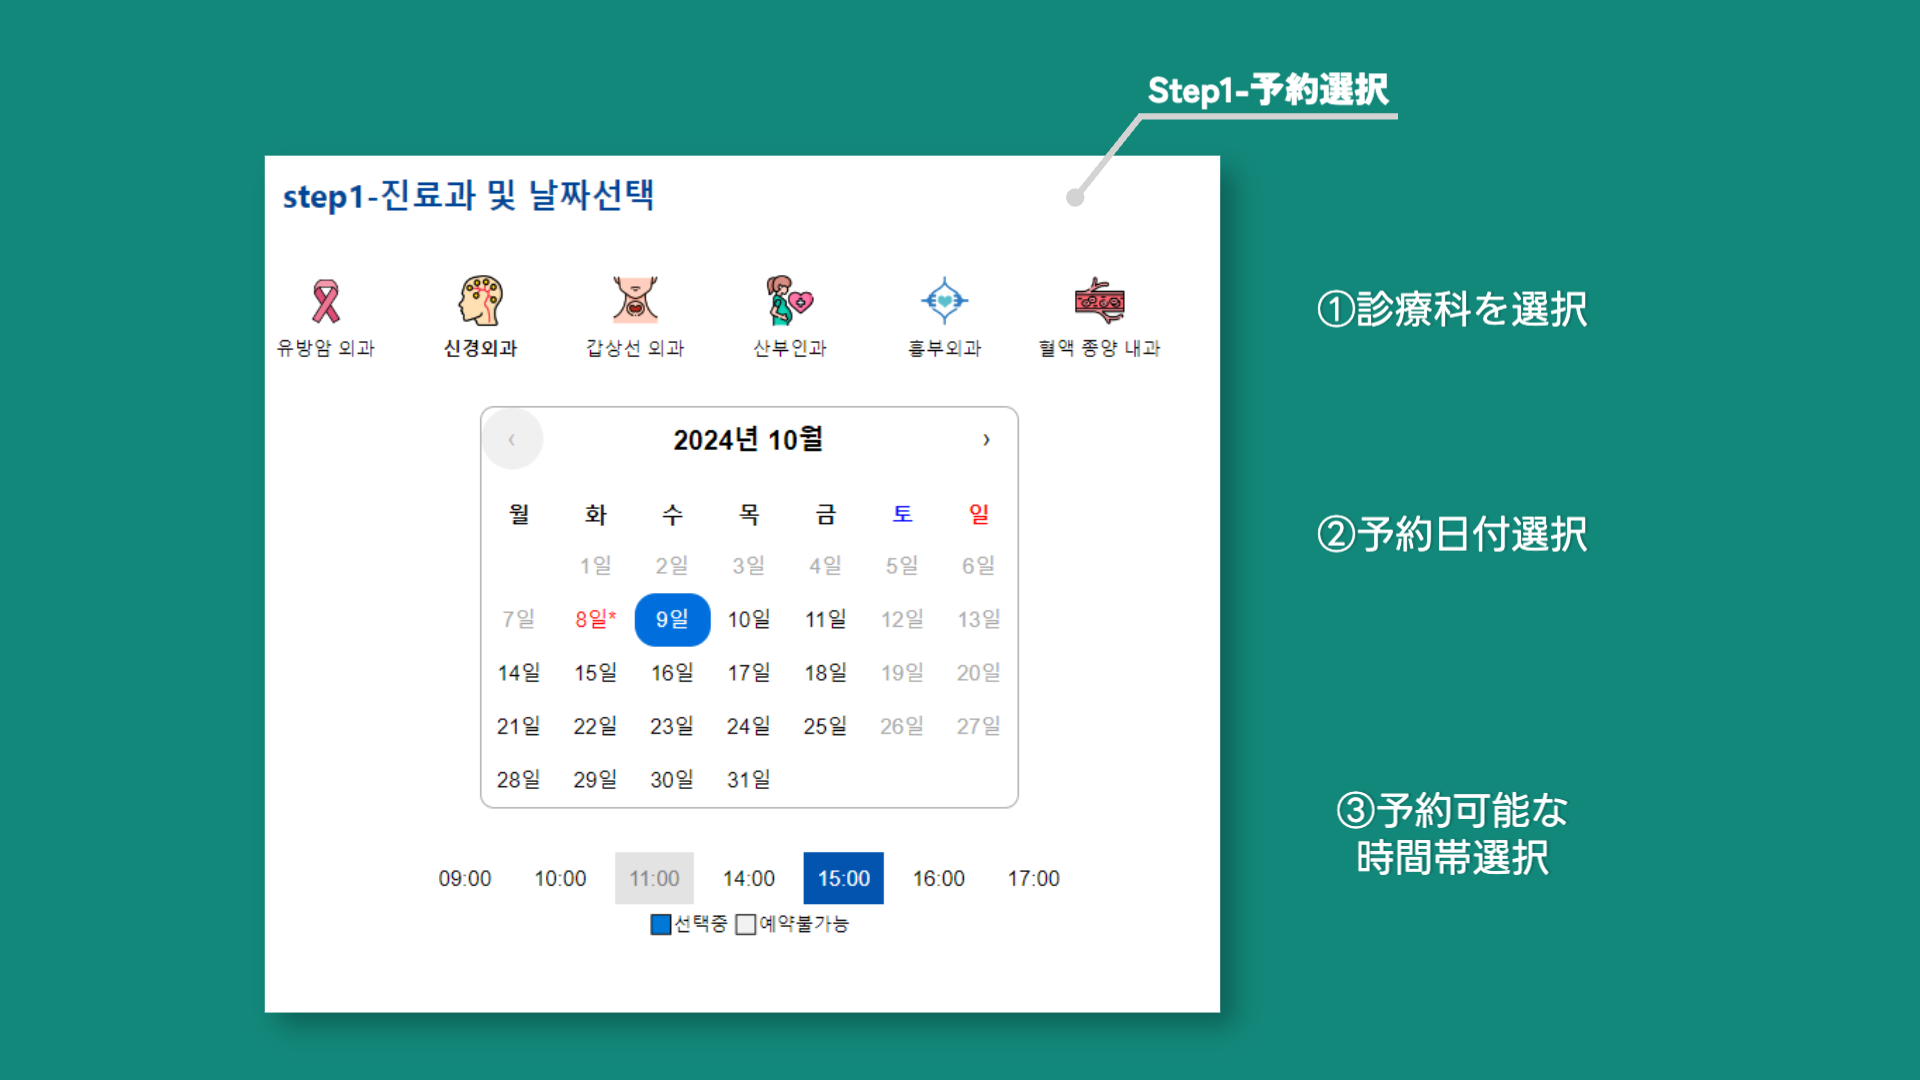 Step1-予約選択
step1-진료과 및 날짜선택
유방암 외과 신경외과 갑상선 외과 산부인과 흉부외과 혈액 종양 내과
①診療科を選択
‹ 2024년 10월 ›
월 화 수 목 금 토 일
1일 2일 3일 4일 5일 6일
②予約日付選択
7일 8일* 9일 10일 11일 12일 13일
14일 15일 16일 17일 18일 19일 20일
21일 22일 23일 24일 25일 26일 27일
28일 29일 30일 31일
③予約可能な
時間帯選択
09:00 10:00 11:00 14:00 15:00 16:00 17:00
선택중 예약불가능